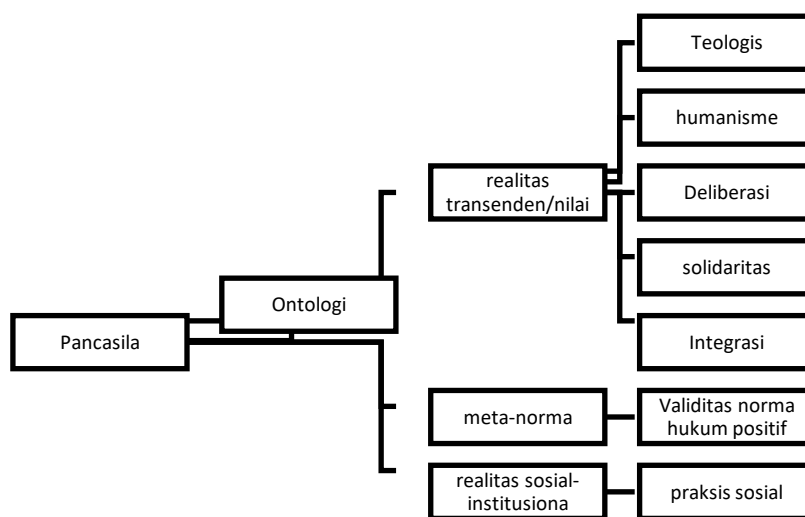 Pancasila
Ontologi
realitas
transenden/nilai
Teologis
humanisme
Deliberasi
solidaritas
Integrasi
meta-norma
Validitas norma
hukum positif
realitas sosial-
institusiona
praksis sosial